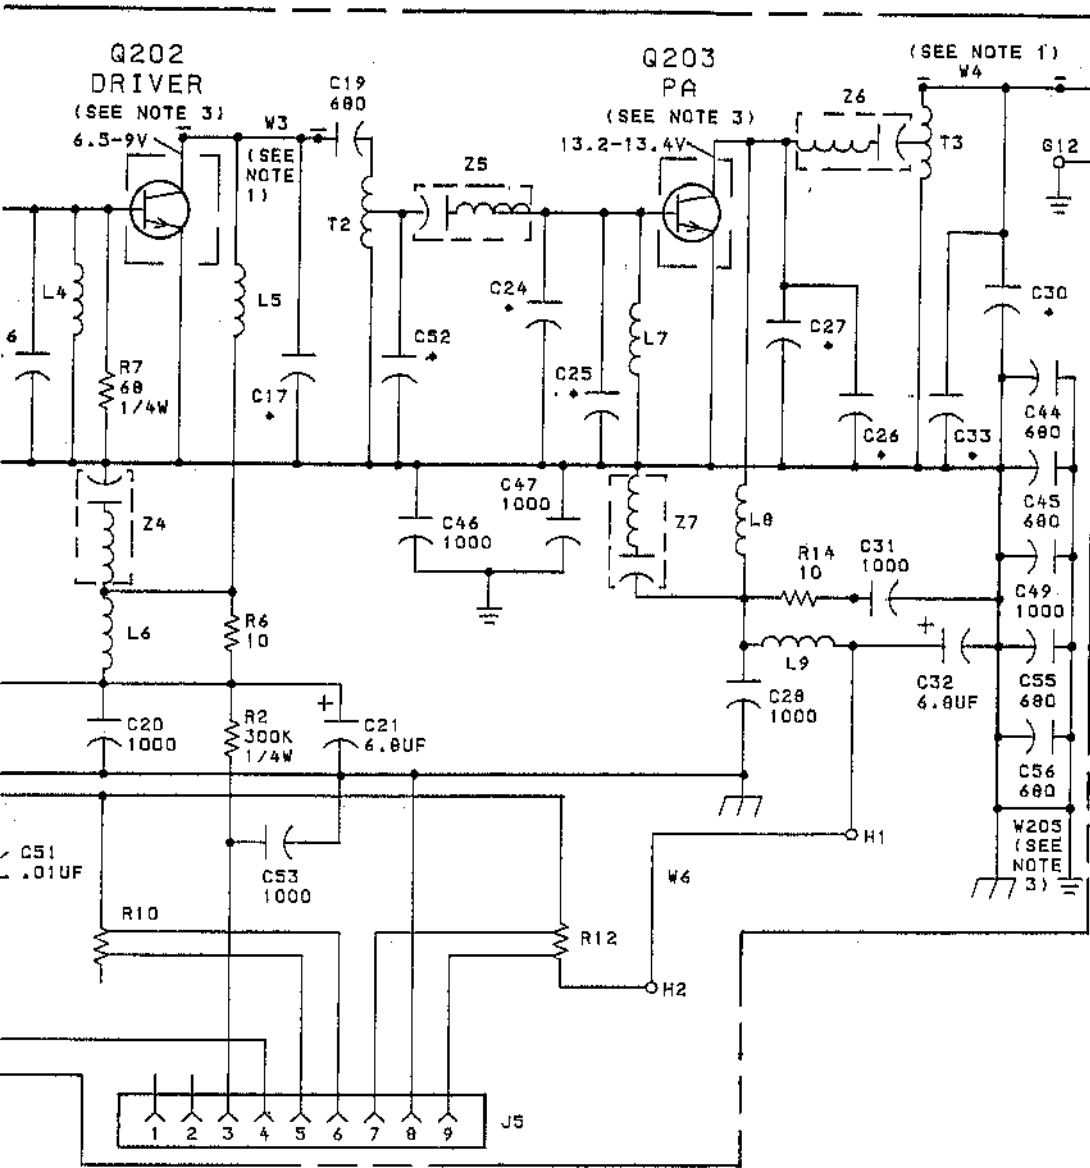 Q202
DRIVER
(SEE NOTE 3)
6.5-9V
W3
(SEE
NOTE
1)
C19
680
T2
Z5
Q203
PA
(SEE NOTE 3)
13.2-13.4V
Z6
(SEE NOTE 1)
W4
T3
G12
L4
6
R7
68
1/4W
L5
C17
C52
C24
C25
L7
C27
C26
C33
C30
C44
680
C45
680
C49
1000
C55
680
C56
680
Z4
C46
1000
C47
1000
Z7
L8
R14
10
C31
1000
L6
R6
10
L9
+
C32
6.8UF
C28
1000
C20
1000
R2
300K
1/4W
+
C21
6.8UF
C51
.01UF
C53
1000
H1
W6
W205
(SEE
NOTE
3)
R10
R12
H2
1 2 3 4 5 6 7 8 9
J5